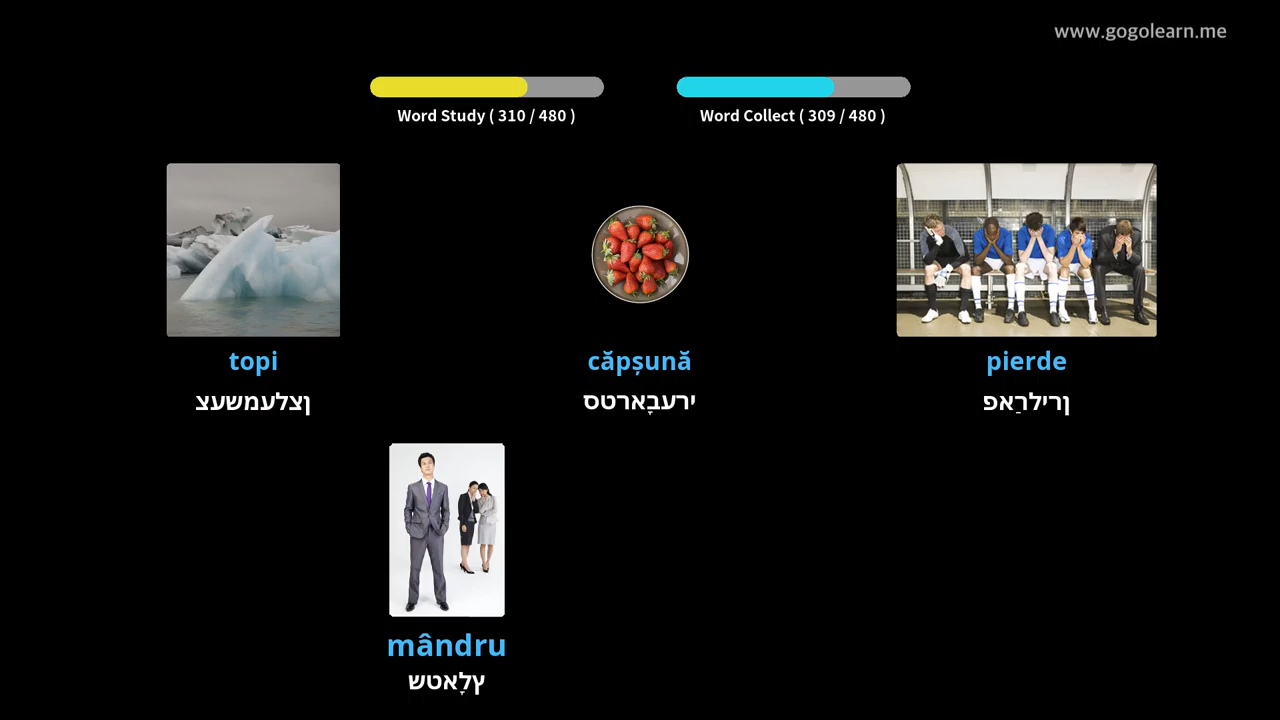 www.gogolearn.me
Word Study ( 310 / 480 )
Word Collect ( 309 / 480 )
topi
căpșună
pierde
צעשמעלצן
סטראָבערי
פאַרלירן
mândru
שטאָלץ